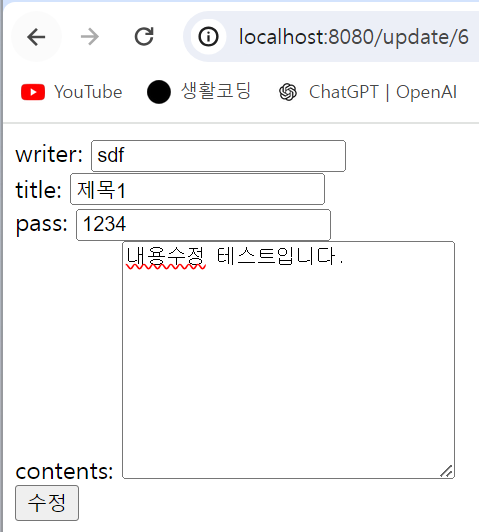 localhost:8080/update/6
YouTube 생활코딩 ChatGPT | OpenAI
writer: sdf
title: 제목1
pass: 1234
내용수정 테스트입니다.
contents:
수정